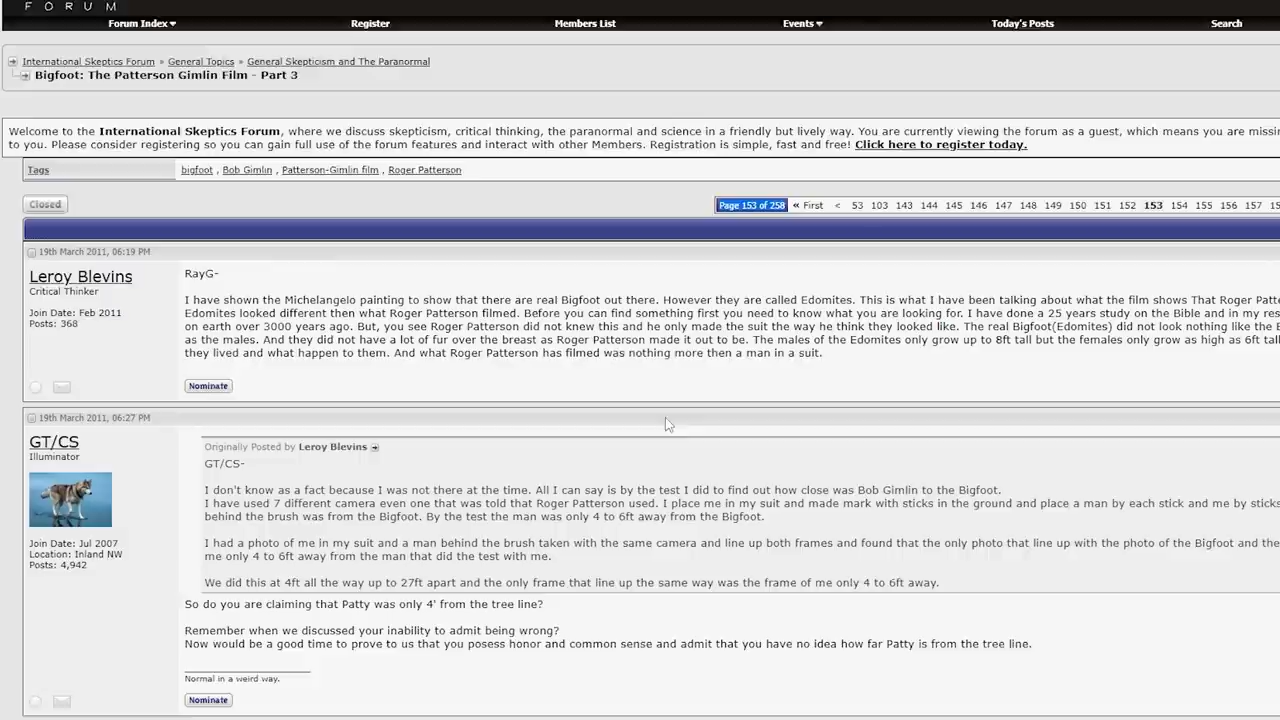 FORUM
Forum Index Register Members List Events Today's Posts Search
International Skeptics Forum » General Topics » General Skepticism and The Paranormal
Bigfoot: The Patterson Gimlin Film - Part 3
Welcome to the International Skeptics Forum, where we discuss skepticism, critical thinking, the paranormal and science in a friendly but lively way. You are currently viewing the forum as a guest, which means you are missi
to you. Please consider registering so you can gain full use of the forum features and interact with other Members. Registration is simple, fast and free! Click here to register today.
Tags bigfoot , Bob Gimlin , Patterson-Gimlin film , Roger Patterson
Closed
Page 153 of 258 « First < 53 103 143 144 145 146 147 148 149 150 151 152 153 154 155 156 157 15
19th March 2011, 06:19 PM
Leroy Blevins
Critical Thinker
Join Date: Feb 2011
Posts: 368
RayG-
I have shown the Michelangelo painting to show that there are real Bigfoot out there. However they are called Edomites. This is what I have been talking about what the film shows That Roger Patte
Edomites looked different then what Roger Patterson filmed. Before you can find something first you need to know what you are looking for. I have done a 25 years study on the Bible and in my res
on earth over 3000 years ago. But, you see Roger Patterson did not knew this and he only made the suit the way he think they looked like. The real Bigfoot(Edomites) did not look nothing like the B
as the males. And they did not have a lot of fur over the breast as Roger Patterson made it out to be. The males of the Edomites only grow up to 8ft tall but the females only grow as high as 6ft tal
they lived and what happen to them. And what Roger Patterson has filmed was nothing more then a man in a suit.
Nominate
19th March 2011, 06:27 PM
GT/CS
Illuminator
Join Date: Jul 2007
Location: Inland NW
Posts: 4,942
Originally Posted by Leroy Blevins
GT/CS-
I don't know as a fact because I was not there at the time. All I can say is by the test I did to find out how close was Bob Gimlin to the Bigfoot.
I have used 7 different camera even one that was told that Roger Patterson used. I place me in my suit and made mark with sticks in the ground and place a man by each stick and me by sticks
behind the brush was from the Bigfoot. By the test the man was only 4 to 6ft away from the Bigfoot.
I had a photo of me in my suit and a man behind the brush taken with the same camera and line up both frames and found that the only photo that line up with the photo of the Bigfoot and the
me only 4 to 6ft away from the man that did the test with me.
We did this at 4ft all the way up to 27ft apart and the only frame that line up the same way was the frame of me only 4 to 6ft away.
So do you are claiming that Patty was only 4' from the tree line?
Remember when we discussed your inability to admit being wrong?
Now would be a good time to prove to us that you posess honor and common sense and admit that you have no idea how far Patty is from the tree line.
Normal in a weird way.
Nominate